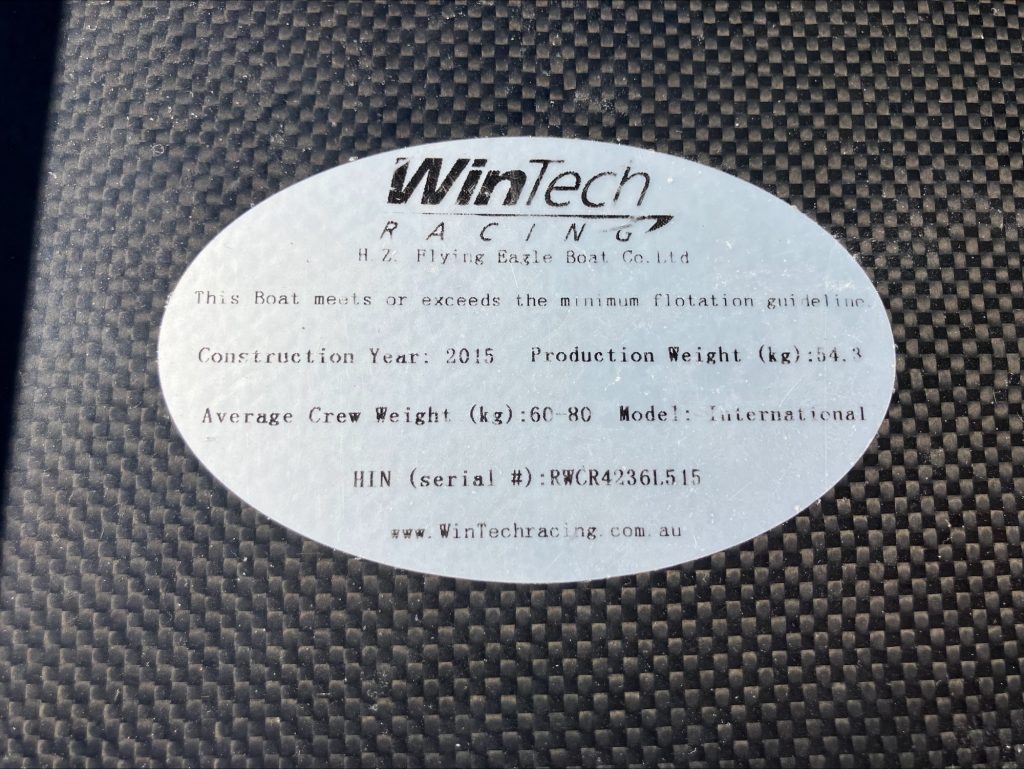 WinTech
RACING
H.Z. Flying Eagle Boat Co.Ltd
This Boat meets or exceeds the minimum flotation guideline.
Construction Year: 2015 Production Weight (kg):54.3
Average Crew Weight (kg):60-80 Model: International
HIN (serial #):RWCR4236L515
www.WinTechracing.com.au